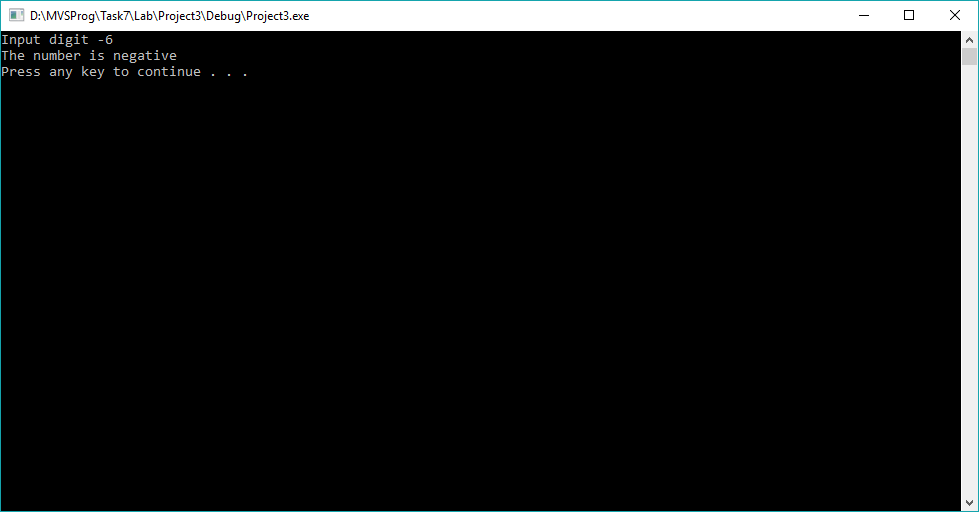 D:\MVSProg\Task7\Lab\Project3\Debug\Project3.exe
Input digit -6
The number is negative
Press any key to continue . . .